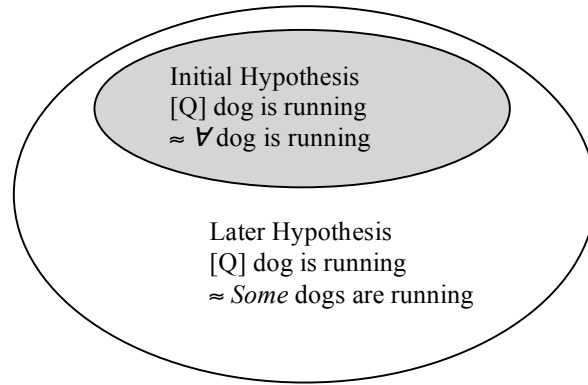 Initial Hypothesis
[Q] dog is running
≈ ∀ dog is running
Later Hypothesis
[Q] dog is running
≈ Some dogs are running